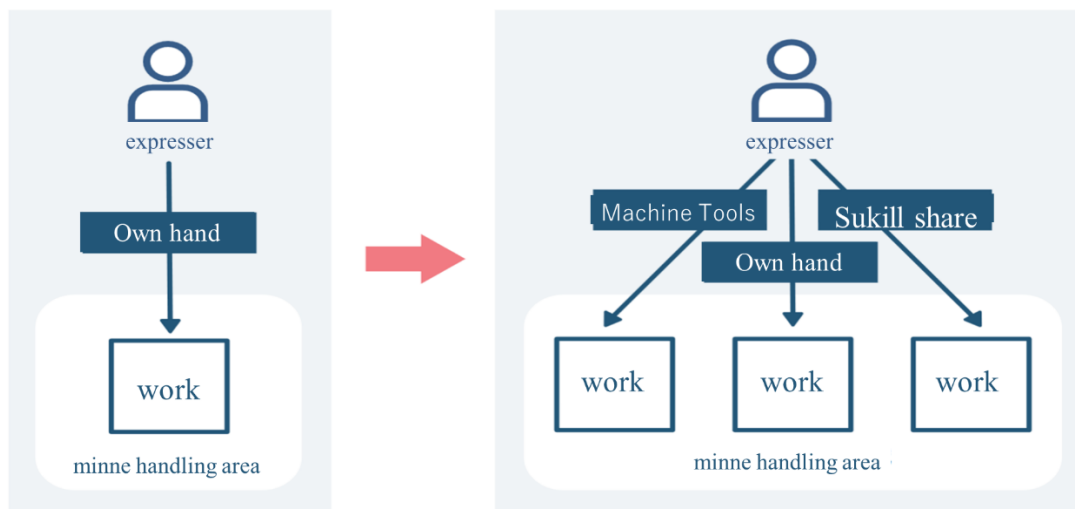 expresser
Own hand
work
minne handling area
expresser
Machine Tools
Sukill share
Own hand
work
work
work
minne handling area